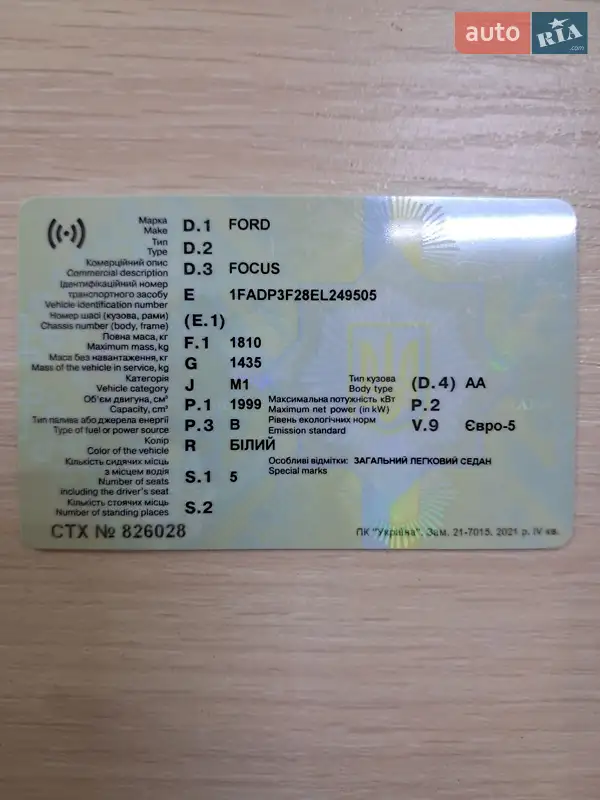 auto RIA .com
Марка D.1 FORD
Make
Тип D.2
Type
Комерційний опис D.3 FOCUS
Commercial description
Ідентифікаційний номер
транспортного засобу E 1FADP3F28EL249505
Vehicle identification number
Номер шасі (кузова, рами) (E.1)
Chassis number (body, frame)
Повна маса, кг F.1 1810
Maximum mass, kg
Маса без навантаження, кг G 1435
Mass of the vehicle in service, kg
Категорія J M1 Тип кузова (D.4) AA
Vehicle category Body type
Об'єм двигуна, см³ P.1 1999 Максимальна потужність кВт P.2
Capacity, cm³ Maximum net power (in kW)
Тип палива або джерела енергії P.3 B Рівень екологічних норм V.9 Євро-5
Type of fuel or power source Emission standard
Колір R БІЛИЙ
Color of the vehicle
Особливі відмітки: ЗАГАЛЬНИЙ ЛЕГКОВИЙ СЕДАН
Special marks
Кількість сидячих місць
з місцем водія S.1 5
Number of seats
including the driver's seat
Кількість стоячих місць S.2
Number of standing places
СТХ № 826028 ПК "Україна". Зам. 21-7015. 2021 р. IV кв.